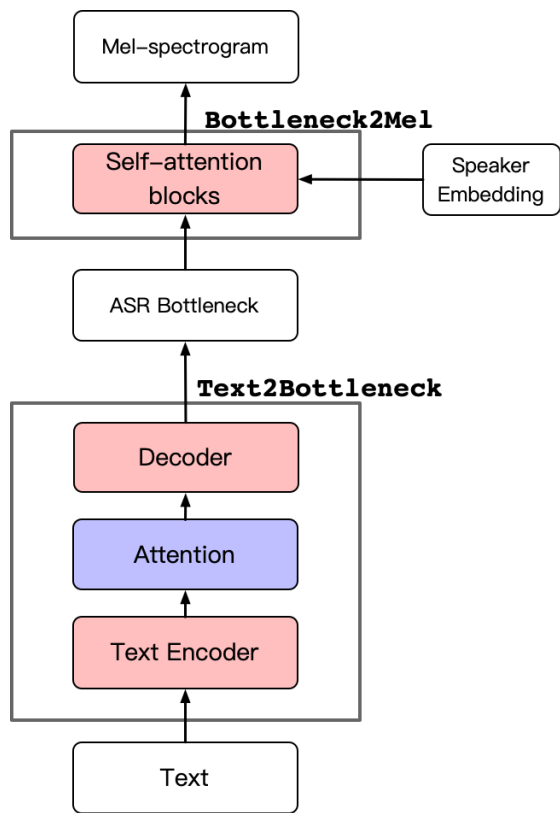 Mel-spectrogram
Bottleneck2Mel
Self-attention
blocks
Speaker
Embedding
ASR Bottleneck
Text2Bottleneck
Decoder
Attention
Text Encoder
Text